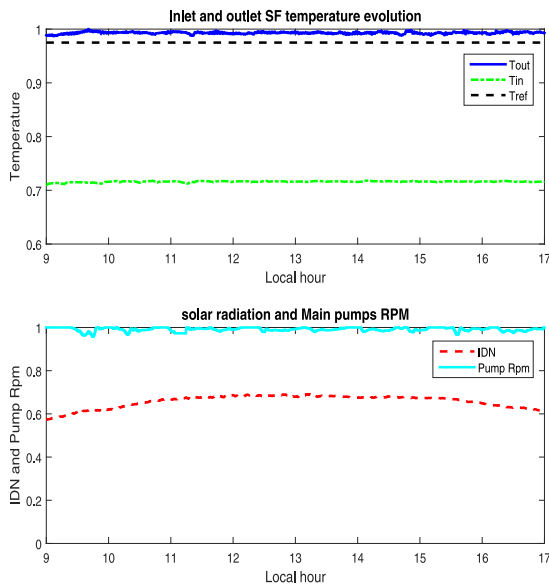 Inlet and outlet SF temperature evolution
1
0.9
0.8
0.7
0.6
Temperature
Tout
Tin
Tref
9 10 11 12 13 14 15 16 17
Local hour
solar radiation and Main pumps RPM
1
0.8
0.6
0.4
0.2
0
IDN and Pump Rpm
IDN
Pump Rpm
9 10 11 12 13 14 15 16 17
Local hour